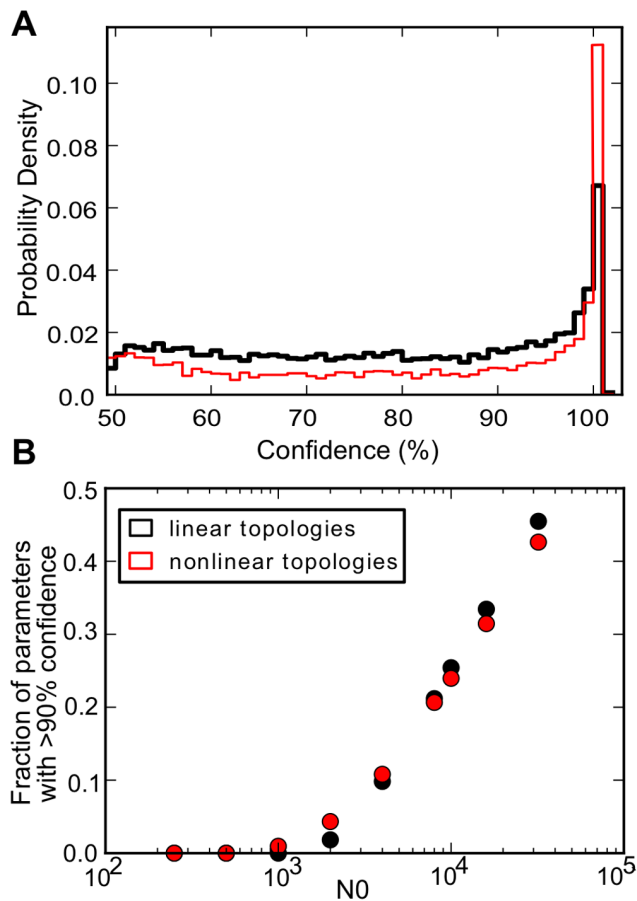 A
Probability Density
0.10
0.08
0.06
0.04
0.02
0.0
50 60 70 80 90 100
Confidence (%)
B
Fraction of parameters
with >90% confidence
0.5
0.4
0.3
0.2
0.1
0.0
linear topologies
nonlinear topologies
10² 10³ 10⁴ 10⁵
N0